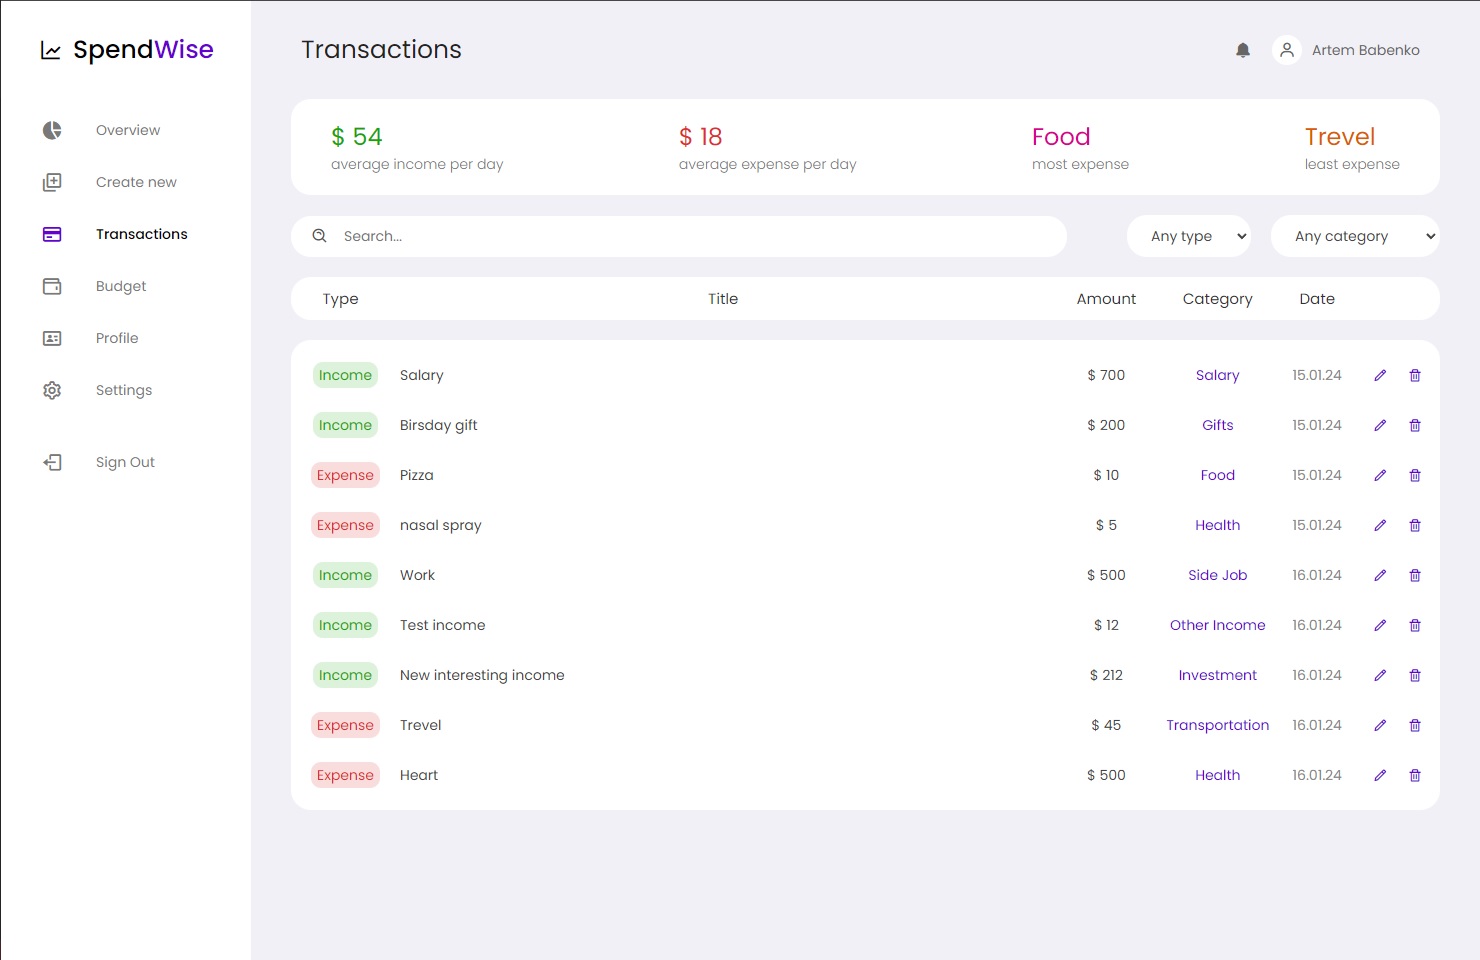 SpendWise
Transactions
Artem Babenko
Overview
Create new
Transactions
Budget
Profile
Settings
Sign Out
$ 54
average income per day
$ 18
average expense per day
Food
most expense
Trevel
least expense
Search...
Any type
Any category
Type Title Amount Category Date
Income Salary $ 700 Salary 15.01.24
Income Birsday gift $ 200 Gifts 15.01.24
Expense Pizza $ 10 Food 15.01.24
Expense nasal spray $ 5 Health 15.01.24
Income Work $ 500 Side Job 16.01.24
Income Test income $ 12 Other Income 16.01.24
Income New interesting income $ 212 Investment 16.01.24
Expense Trevel $ 45 Transportation 16.01.24
Expense Heart $ 500 Health 16.01.24